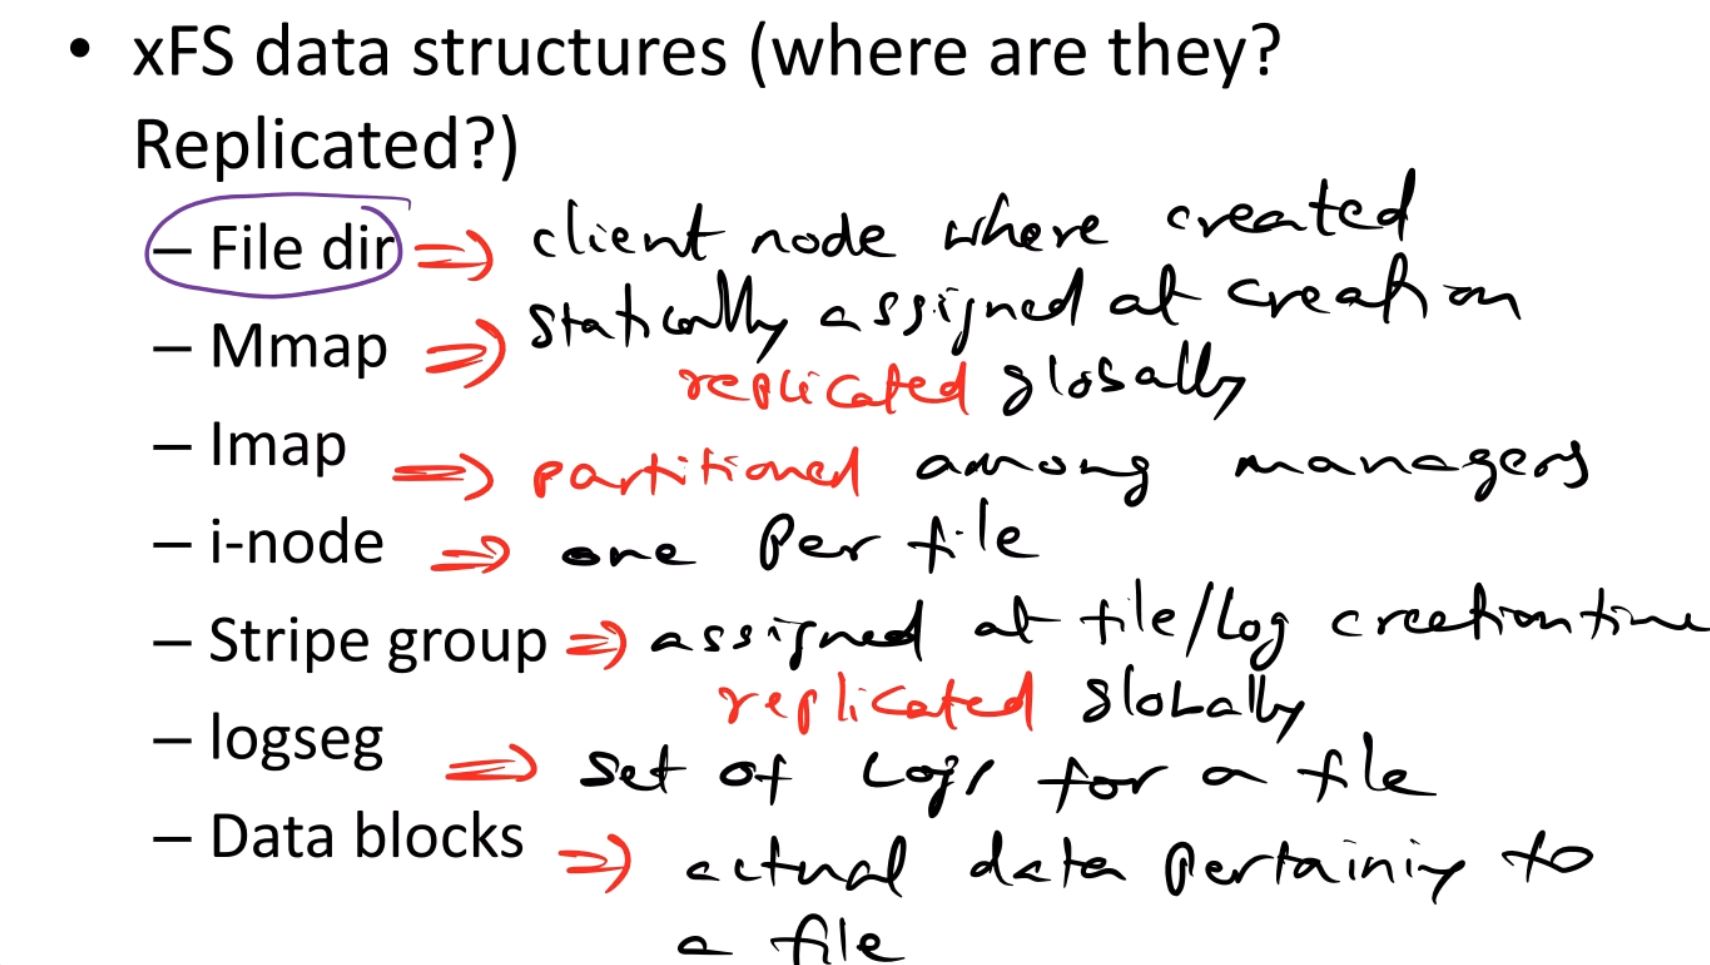 • xFS data structures (where are they?
Replicated?)
– File dir ⇒ client node where created
– Mmap ⇒ statically assigned at creation
replicated globally
– Imap ⇒ partitioned among managers
– i-node ⇒ one per file
– Stripe group ⇒ assigned at file/log creation time
replicated globally
– logseg ⇒ set of logs for a file
– Data blocks ⇒ actual data pertaining to
a file